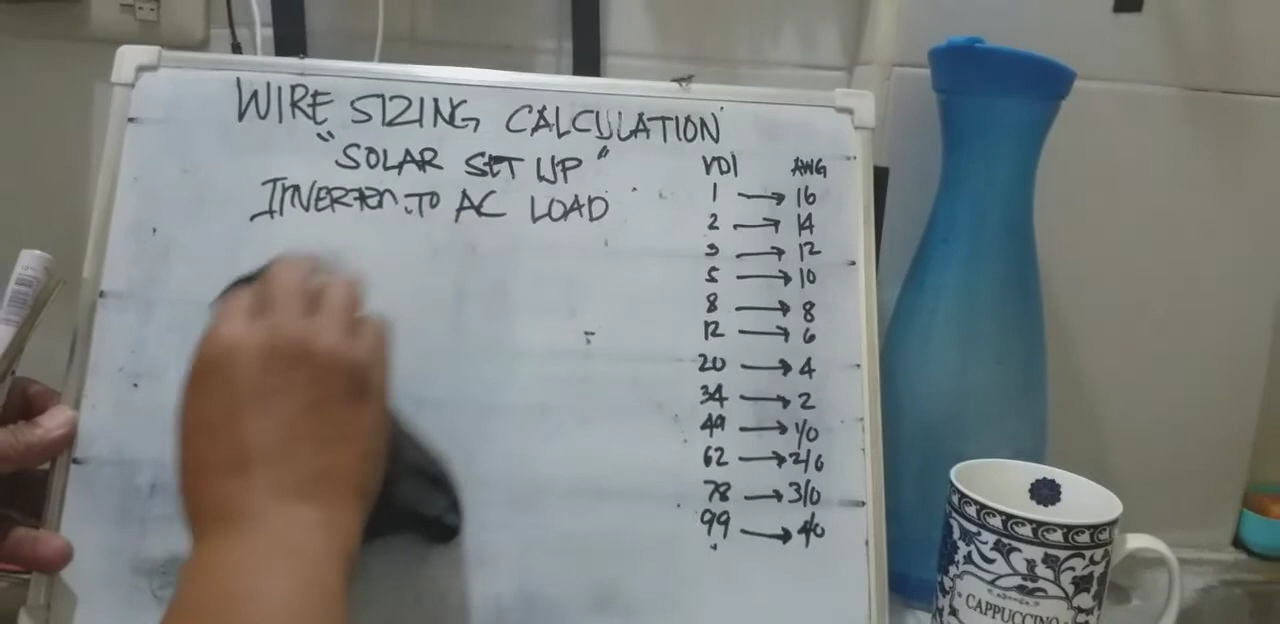 WIRE SIZING CALCULATION
"SOLAR SET UP"
INVERTER TO AC LOAD
VDI AWG
1 → 16
2 → 14
3 → 12
5 → 10
8 → 8
12 → 6
20 → 4
34 → 2
49 → 1/0
62 → 2/0
78 → 3/0
99 → 4/0
CAPPUCCINO